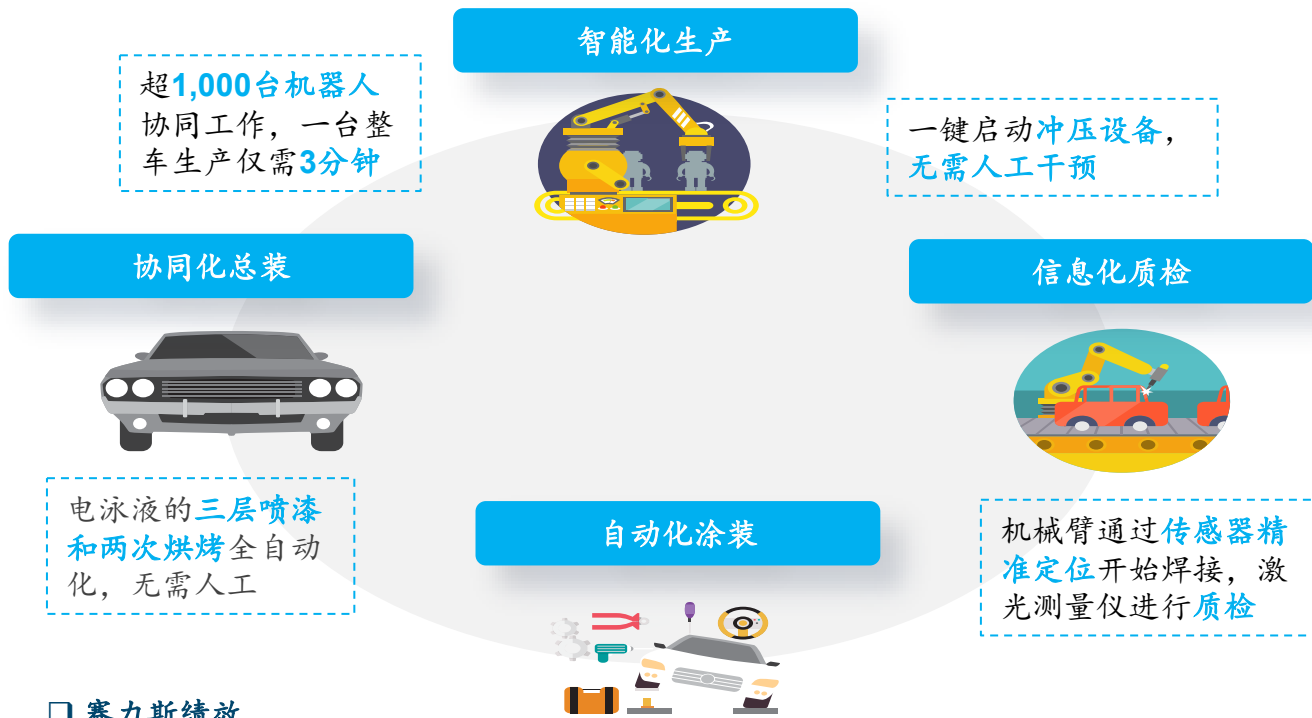 智能化生产
超1,000台机器人
协同工作，一台整
车生产仅需3分钟
一键启动冲压设备，
无需人工干预
协同化总装
信息化质检
电泳液的三层喷漆
和两次烘烤全自动
化，无需人工
自动化涂装
机械臂通过传感器精
准定位开始焊接，激
光测量仪进行质检
□ 赛力斯绩效